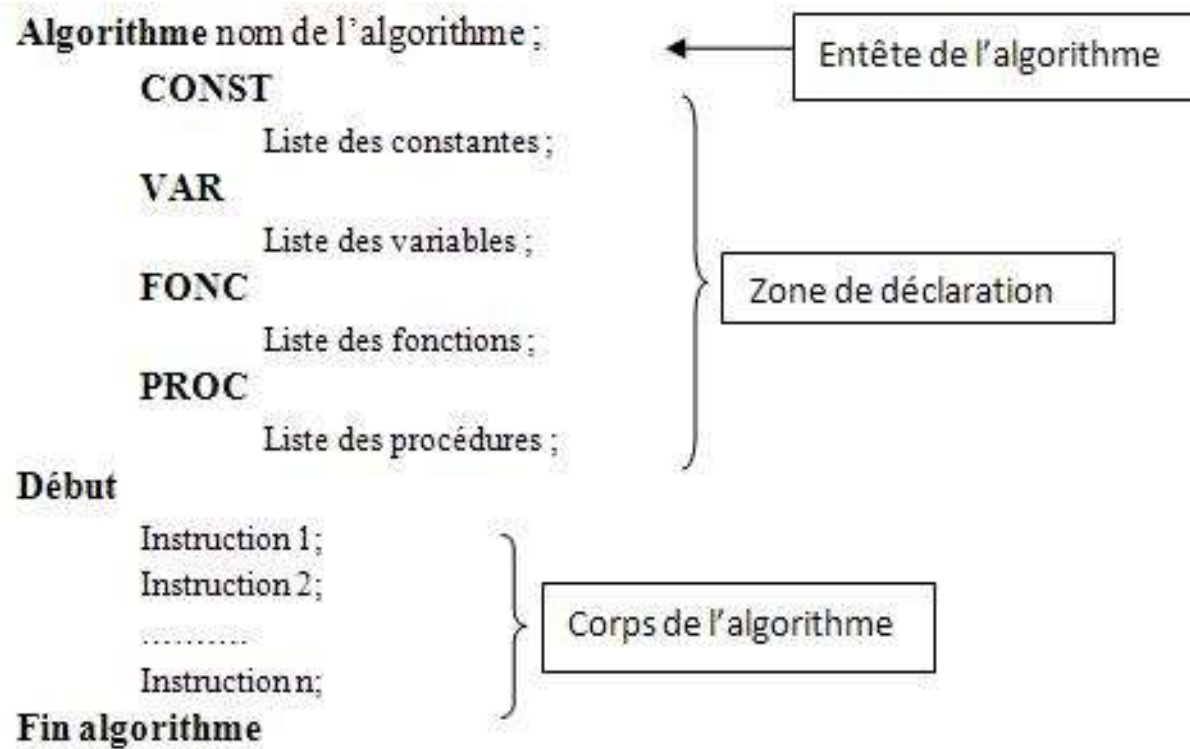 Algorithme nom de l'algorithme ;
Entête de l'algorithme
CONST
Liste des constantes ;
VAR
Liste des variables ;
FONC
Zone de déclaration
Liste des fonctions ;
PROC
Liste des procédures ;
Début
Instruction 1;
Instruction 2;
..........
Corps de l'algorithme
Instruction n;
Fin algorithme